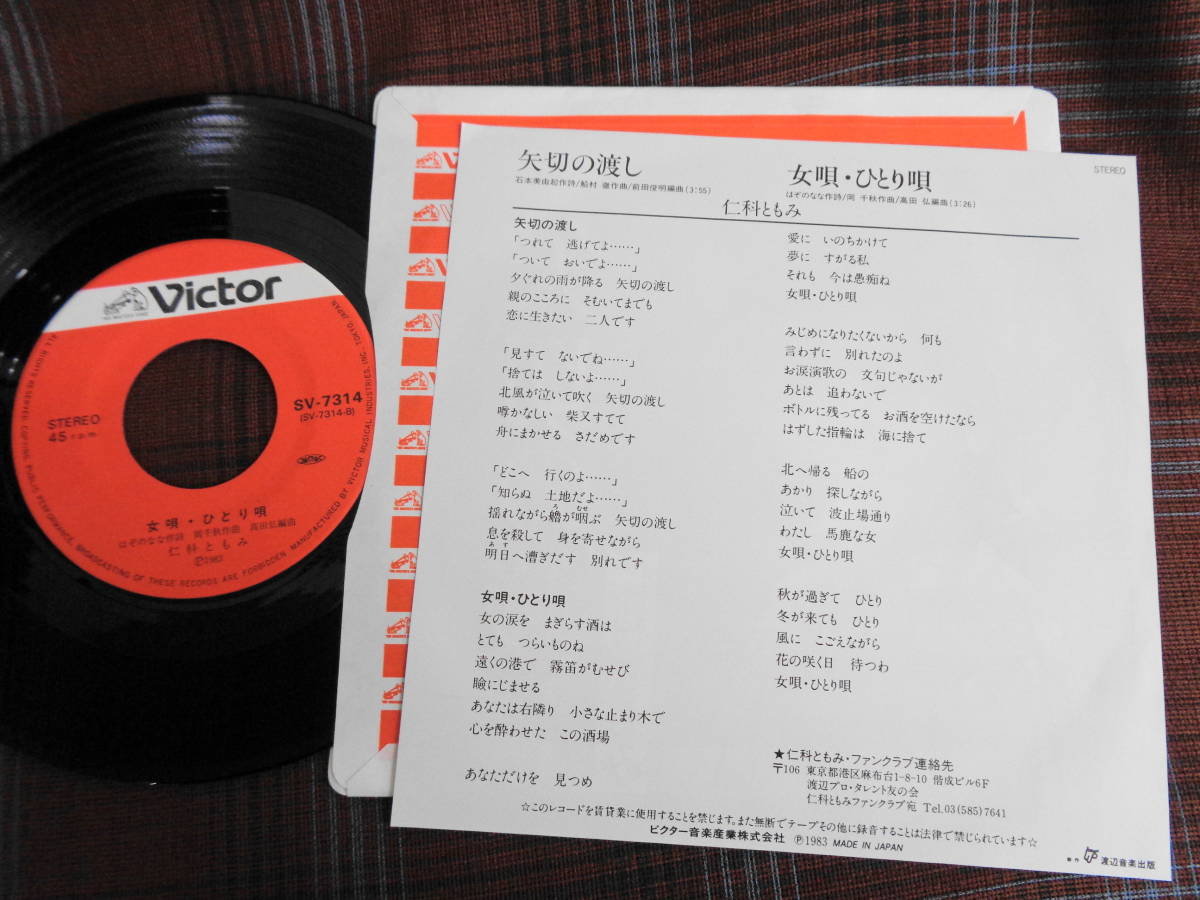 Victor
"HIS MASTER'S VOICE"
STEREO
45 r.p.m.
SV-7314
(SV-7314-B)
女唄・ひとり唄
はぞのなな作詩 岡千秋作曲 高田弘編曲
仁科ともみ
Ⓟ1983
ALL RIGHTS RESERVED. COPYING, PUBLIC PERFORMANCE, BROADCASTING OF THESE RECORDS ARE FORBIDDEN. MANUFACTURED BY VICTOR MUSICAL INDUSTRIES, INC. TOKYO, JAPAN
Victor
矢切の渡し
石本美由起作詩/船村 徹作曲/前田俊明編曲(3:55)
女唄・ひとり唄
はぞのなな作詩/岡 千秋作曲/高田 弘編曲(3:26)
STEREO
仁科ともみ
矢切の渡し
「つれて 逃げてよ……」
「ついて おいでよ……」
夕ぐれの雨が降る 矢切の渡し
親のこころに そむいてまでも
恋に生きたい 二人です
「見すて ないでね……」
「捨ては しないよ……」
北風が泣いて吹く 矢切の渡し
噂かなしい 柴又すてて
舟にまかせる さだめです
「どこへ 行くのよ……」
「知らぬ 土地だよ……」
揺れながら艪が咽ぶ 矢切の渡し
息を殺して 身を寄せながら
明日へ漕ぎだす 別れです
女唄・ひとり唄
女の涙を まぎらす酒は
とても つらいものね
遠くの港で 霧笛がむせび
瞼にじませる
あなたは右隣り 小さな止まり木で
心を酔わせた この酒場
あなただけを 見つめ
愛に いのちかけて
夢に すがる私
それも 今は愚痴ね
女唄・ひとり唄
みじめになりたくないから 何も
言わずに 別れたのよ
お涙演歌の 文句じゃないが
あとは 追わないで
ボトルに残ってる お酒を空けたなら
はずした指輪は 海に捨て
北へ帰る 船の
あかり 探しながら
泣いて 波止場通り
わたし 馬鹿な女
女唄・ひとり唄
秋が過ぎて ひとり
冬が来ても ひとり
風に こごえながら
花の咲く日 待つわ
女唄・ひとり唄
★仁科ともみ・ファンクラブ連絡先
〒106 東京都港区麻布台1-8-10 偕成ビル6F
渡辺プロ・タレント友の会
仁科ともみファンクラブ宛 Tel.03(585)7641
☆このレコードを賃貸業に使用することを禁じます。また無断でテープその他に録音することは法律で禁じられています☆
ビクター音楽産業株式会社 Ⓟ1983 MADE IN JAPAN
渡辺音楽出版